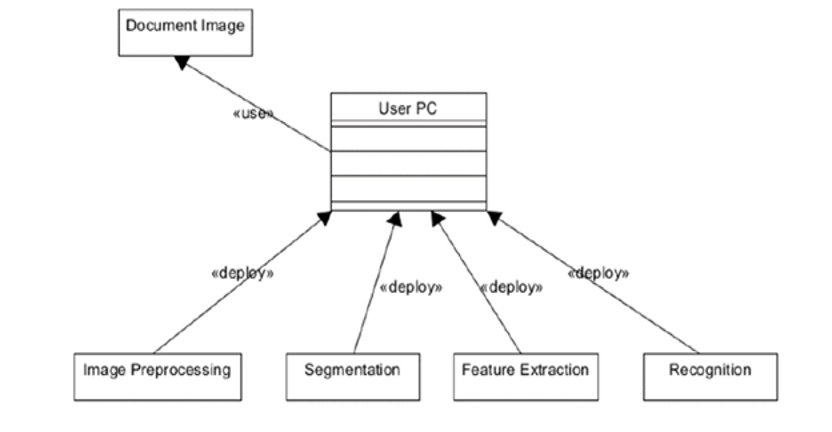 Document Image
User PC
«use»
«deploy»
«deploy»
«deploy»
«deploy»
Image Preprocessing
Segmentation
Feature Extraction
Recognition